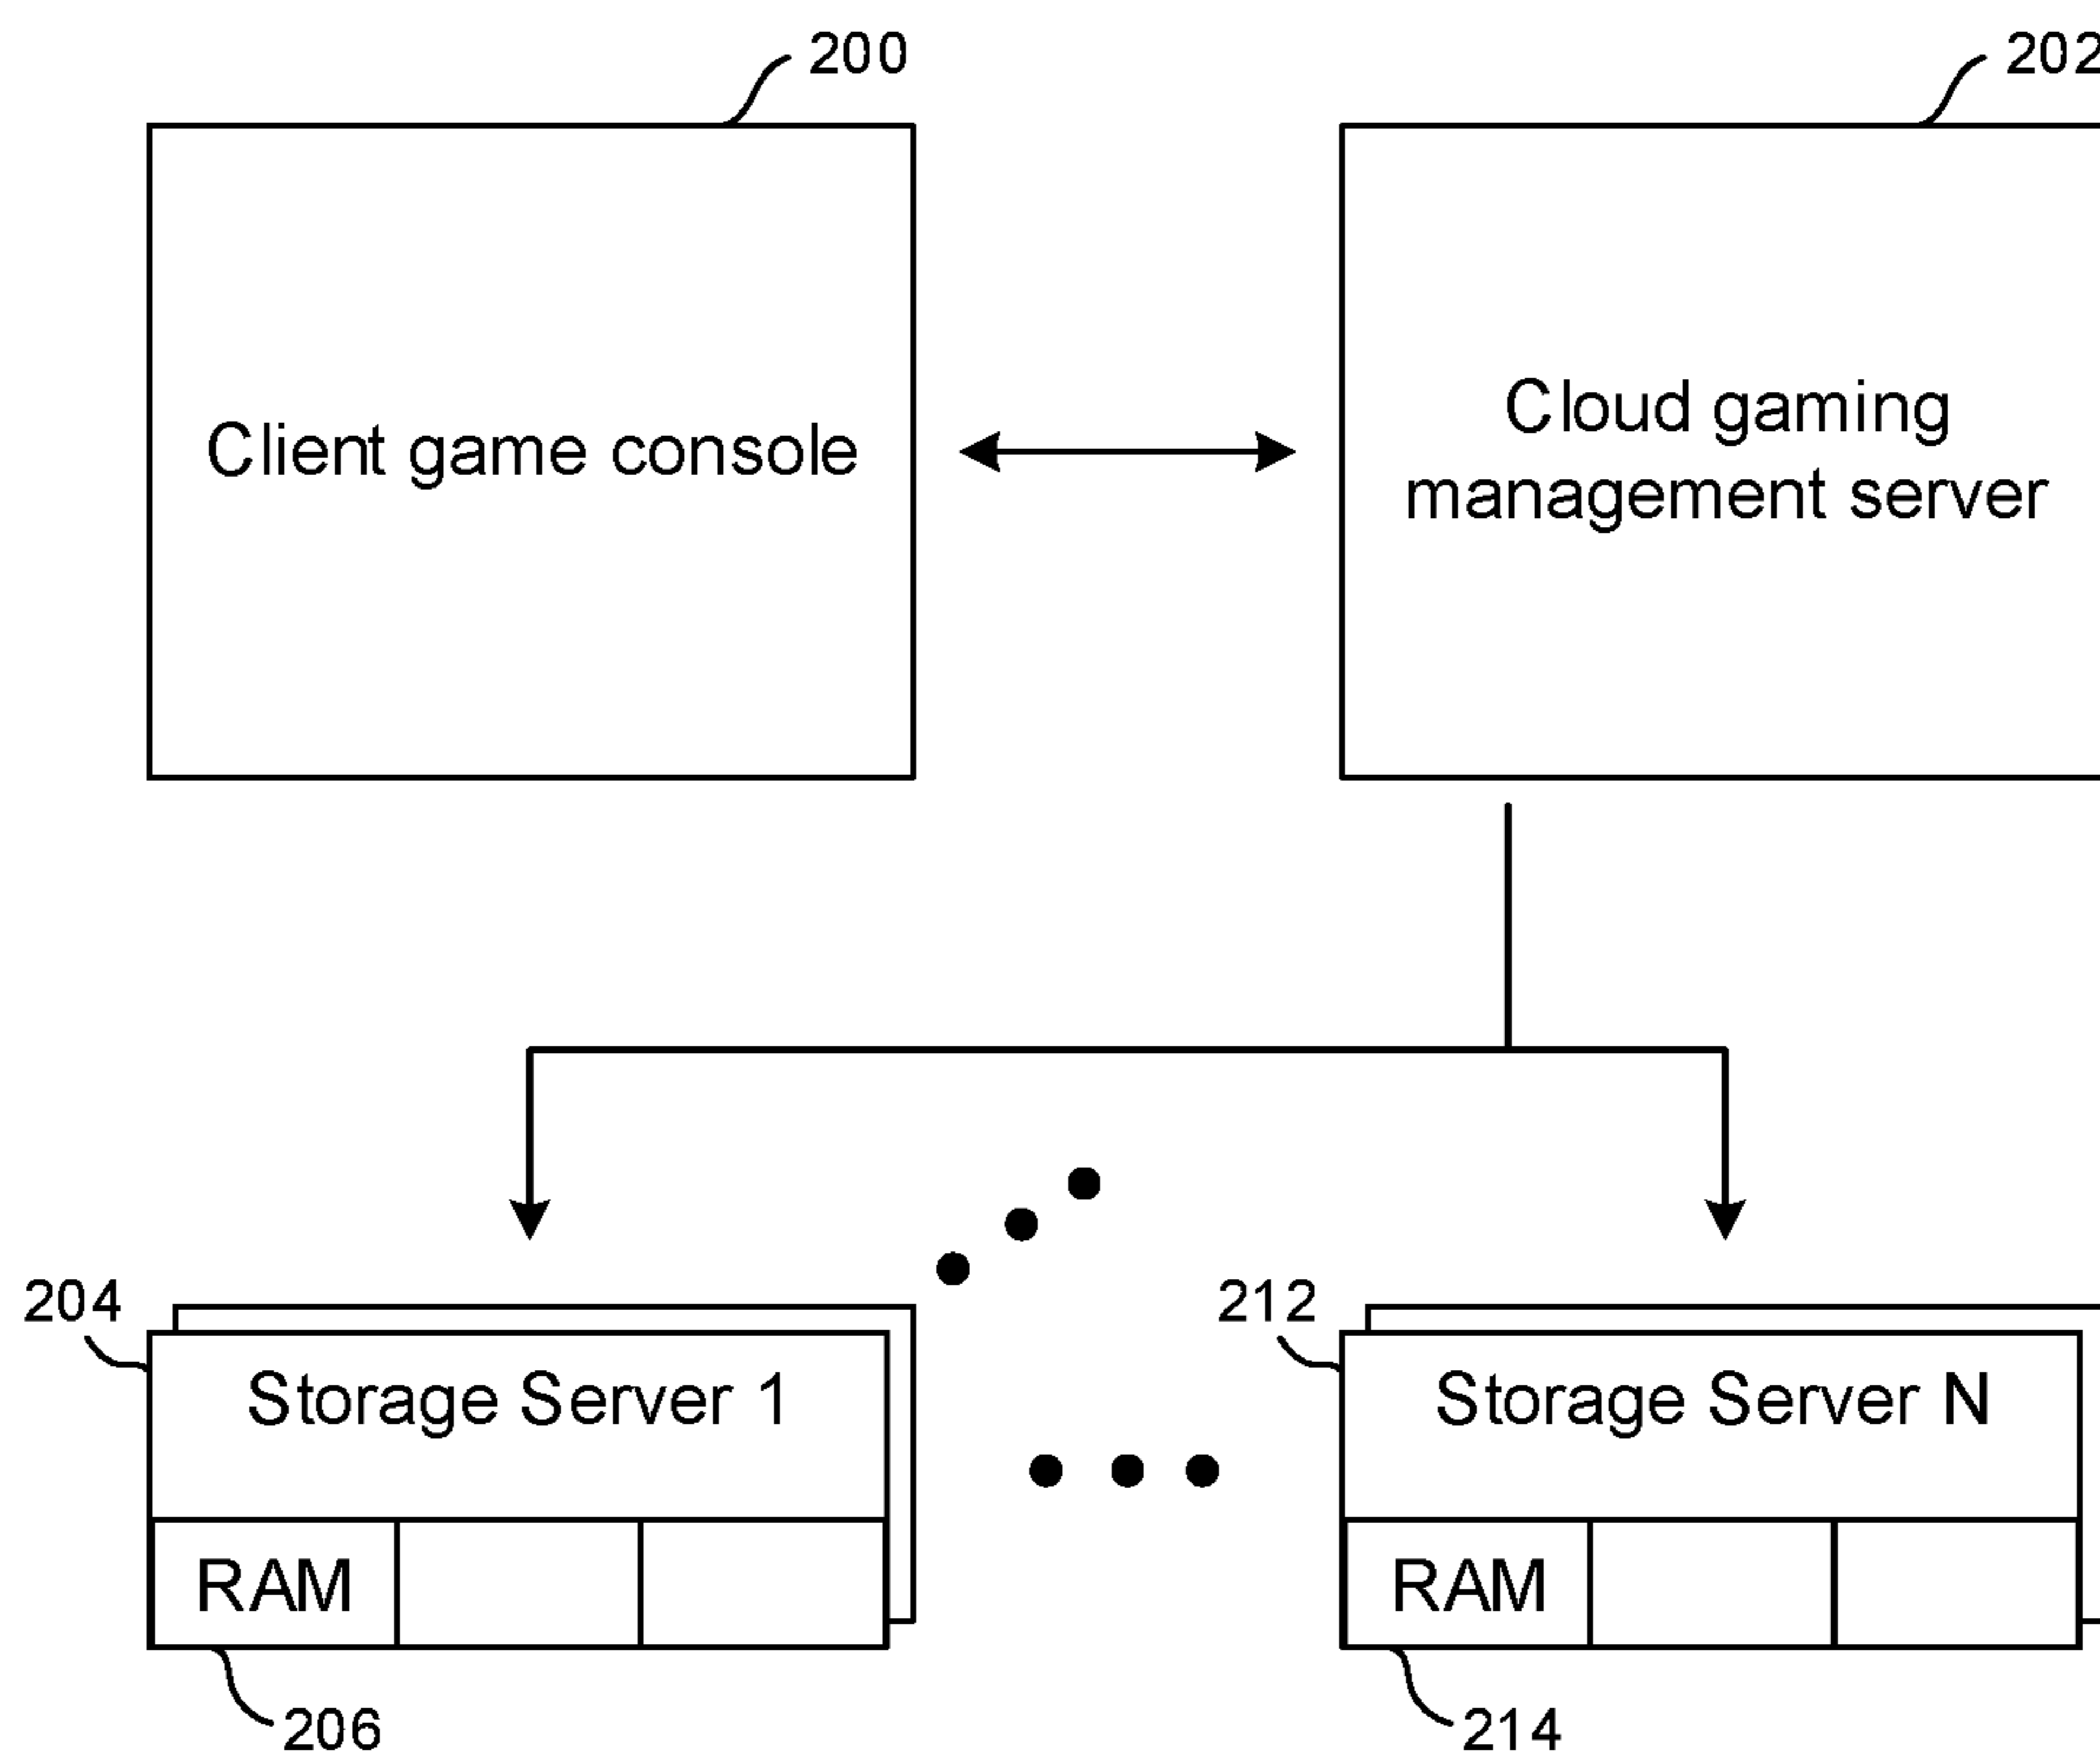 200
202
Client game console
Cloud gaming
management server
204
212
Storage Server 1
Storage Server N
RAM
RAM
206
214